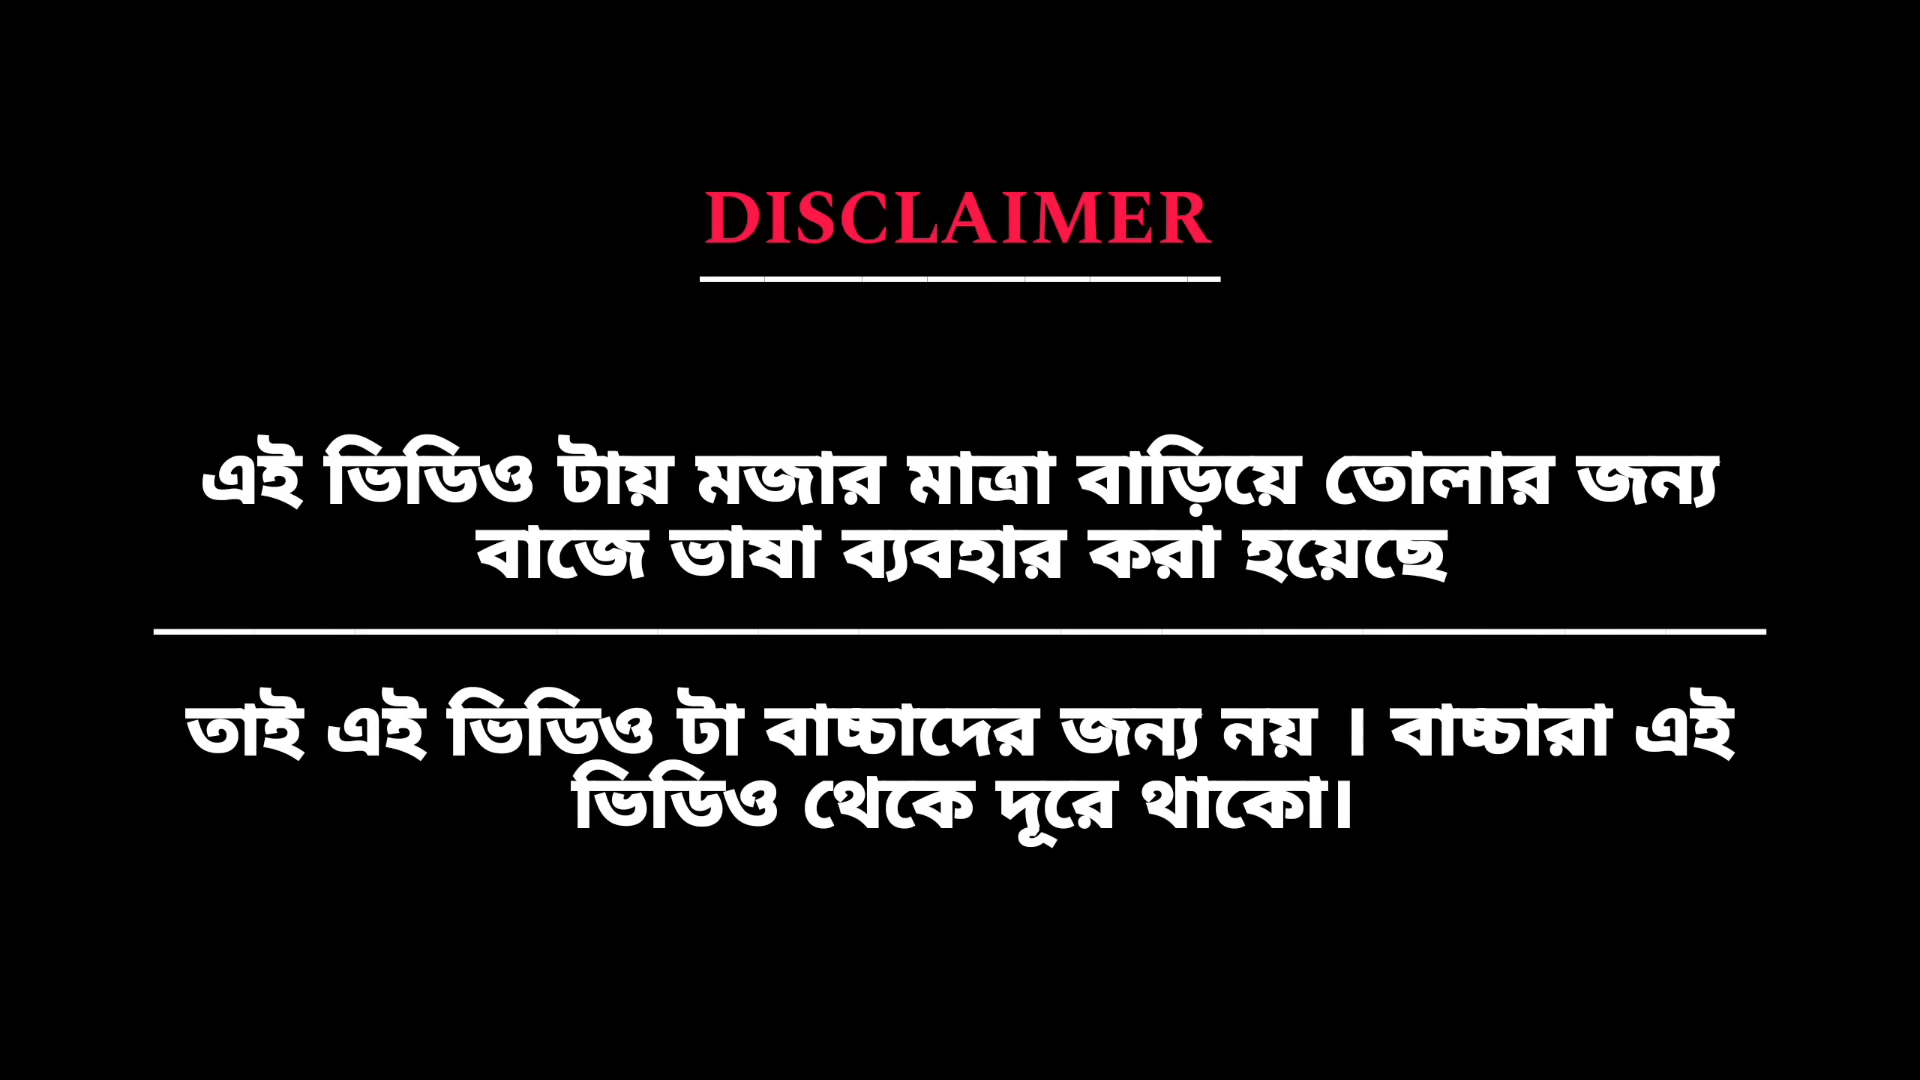 DISCLAIMER
এই ভিডিও টায় মজার মাত্রা বাড়িয়ে তোলার জন্য
বাজে ভাষা ব্যবহার করা হয়েছে
তাই এই ভিডিও টা বাচ্চাদের জন্য নয় । বাচ্চারা এই
ভিডিও থেকে দূরে থাকো।